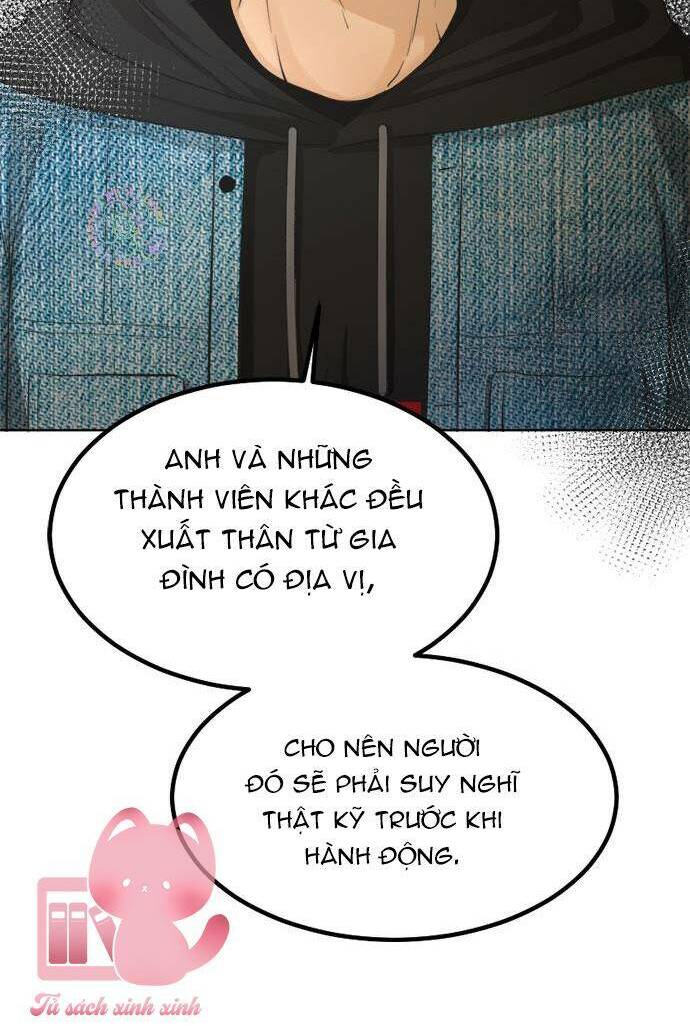 ANH VÀ NHỮNG
THÀNH VIÊN KHÁC ĐỀU
XUẤT THÂN TỪ GIA
ĐÌNH CÓ ĐỊA VỊ,
CHO NÊN NGƯỜI
ĐÓ SẼ PHẢI SUY NGHĨ
THẬT KỸ TRƯỚC KHI
HÀNH ĐỘNG.
Tủ sách xinh xinh